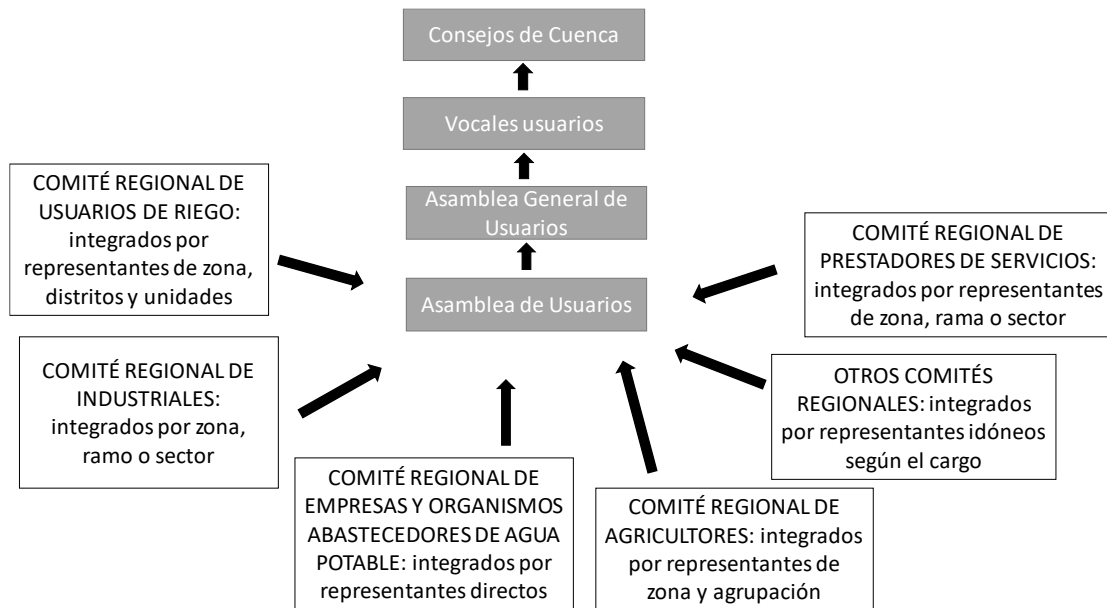 Consejos de Cuenca
Vocales usuarios
Asamblea General de
Usuarios
Asamblea de Usuarios
COMITÉ REGIONAL DE
USUARIOS DE RIEGO:
integrados por
representantes de zona,
distritos y unidades
COMITÉ REGIONAL DE
INDUSTRIALES:
integrados por zona,
ramo o sector
COMITÉ REGIONAL DE
EMPRESAS Y ORGANISMOS
ABASTECEDORES DE AGUA
POTABLE: integrados por
representantes directos
COMITÉ REGIONAL DE
AGRICULTORES: integrados
por representantes de
zona y agrupación
OTROS COMITÉS
REGIONALES: integrados
por representantes idóneos
según el cargo
COMITÉ REGIONAL DE
PRESTADORES DE SERVICIOS:
integrados por representantes
de zona, rama o sector